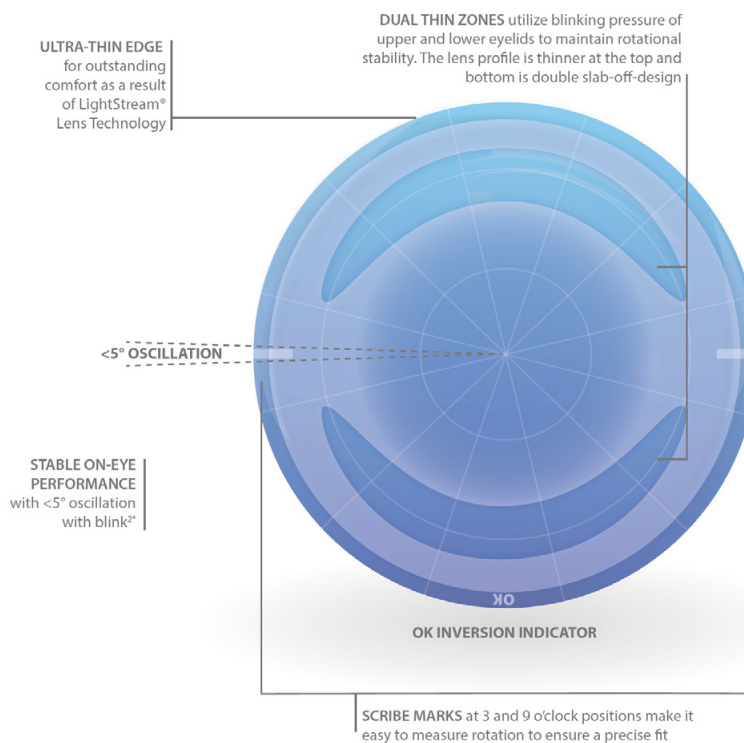 DUAL THIN ZONES utilize blinking pressure of
upper and lower eyelids to maintain rotational
stability. The lens profile is thinner at the top and
bottom is double slab-off-design
ULTRA-THIN EDGE
for outstanding
comfort as a result
of LightStream®
Lens Technology
<5° OSCILLATION
STABLE ON-EYE
PERFORMANCE
with <5° oscillation
with blink²*
OK
OK INVERSION INDICATOR
SCRIBE MARKS at 3 and 9 o'clock positions make it
easy to measure rotation to ensure a precise fit